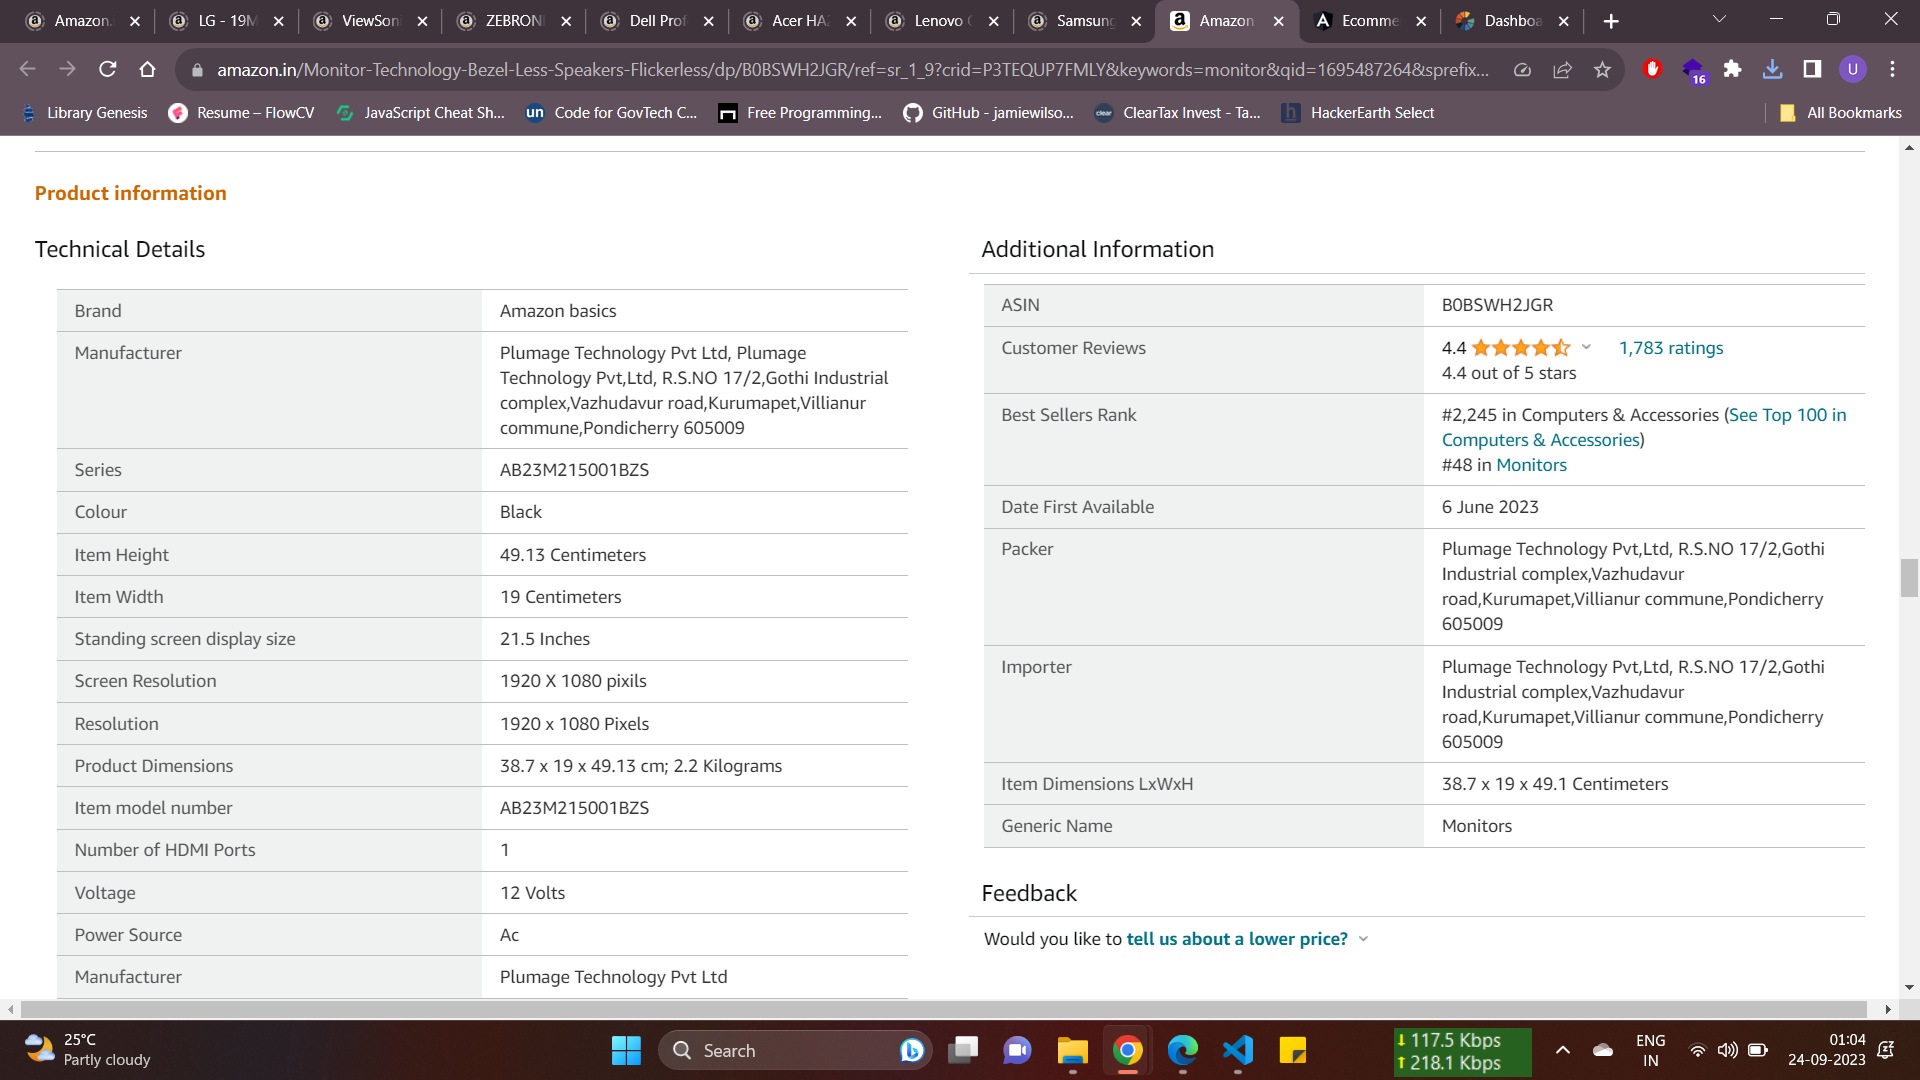 Amazon.
LG - 19M
ViewSoni
ZEBRONI
Dell Prof
Acer HA2
Lenovo
Samsung
Amazon
Ecomme
Dashboa
amazon.in/Monitor-Technology-Bezel-Less-Speakers-Flickerless/dp/B0BSWH2JGR/ref=sr_1_9?crid=P3TEQUP7FMLY&keywords=monitor&qid=1695487264&sprefix...
16
U
Library Genesis
Resume – FlowCV
JavaScript Cheat Sh...
un
Code for GovTech C...
Free Programming...
GitHub - jamiewilso...
clear
ClearTax Invest - Ta...
h
HackerEarth Select
All Bookmarks
Product information
Technical Details
Brand
Amazon basics
Manufacturer
Plumage Technology Pvt Ltd, Plumage
Technology Pvt,Ltd, R.S.NO 17/2,Gothi Industrial
complex,Vazhudavur road,Kurumapet,Villianur
commune,Pondicherry 605009
Series
AB23M215001BZS
Colour
Black
Item Height
49.13 Centimeters
Item Width
19 Centimeters
Standing screen display size
21.5 Inches
Screen Resolution
1920 X 1080 pixils
Resolution
1920 x 1080 Pixels
Product Dimensions
38.7 x 19 x 49.13 cm; 2.2 Kilograms
Item model number
AB23M215001BZS
Number of HDMI Ports
1
Voltage
12 Volts
Power Source
Ac
Manufacturer
Plumage Technology Pvt Ltd
Additional Information
ASIN
B0BSWH2JGR
Customer Reviews
4.4 1,783 ratings
4.4 out of 5 stars
Best Sellers Rank
#2,245 in Computers & Accessories (See Top 100 in
Computers & Accessories)
#48 in Monitors
Date First Available
6 June 2023
Packer
Plumage Technology Pvt,Ltd, R.S.NO 17/2,Gothi
Industrial complex,Vazhudavur
road,Kurumapet,Villianur commune,Pondicherry
605009
Importer
Plumage Technology Pvt,Ltd, R.S.NO 17/2,Gothi
Industrial complex,Vazhudavur
road,Kurumapet,Villianur commune,Pondicherry
605009
Item Dimensions LxWxH
38.7 x 19 x 49.1 Centimeters
Generic Name
Monitors
Feedback
Would you like to tell us about a lower price?
25°C
Partly cloudy
Search
117.5 Kbps
218.1 Kbps
ENG
IN
01:04
24-09-2023